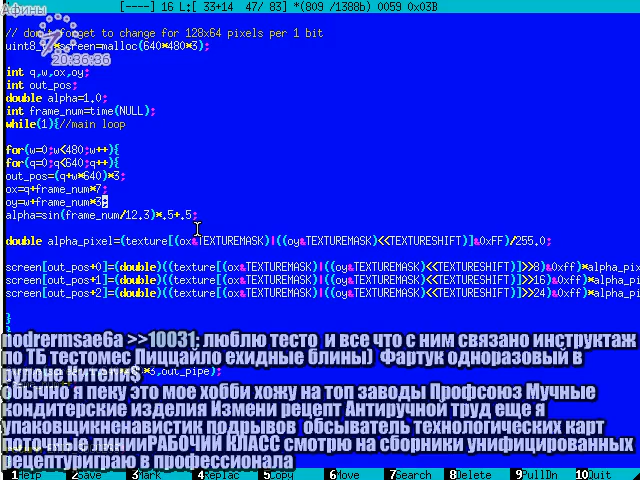 Афины
[----] 16 L:[ 33+14 47/ 83] *(809 /1388b) 0059 0x03B
// don't forget to change for 128x64 pixels per 1 bit
screen=malloc(640*480*3);
20:36:36
int q,w,ox,oy;
int out_pos;
double alpha=1.0;
int frame_num=time(NULL);
while(1){//main loop
for(w=0;w<480;w++){
for(q=0;q<640;q++){
out_pos=(q+w*640)*3;
ox=q+frame_num*7;
oy=w+frame_num*3;
alpha=sin(frame_num/12.3)*.5+.5;
double alpha_pixel=(texture[(ox&TEXTUREMASK)|((oy&TEXTUREMASK)<<TEXTURESHIFT)]&0xFF)/255.0;
screen[out_pos+0]=(double)((texture[(ox&TEXTUREMASK)|((oy&TEXTUREMASK)<<TEXTURESHIFT)]>>8)&0xff)*alpha_pix
screen[out_pos+1]=(double)((texture[(ox&TEXTUREMASK)|((oy&TEXTUREMASK)<<TEXTURESHIFT)]>>16)&0xff)*alpha_pi
screen[out_pos+2]=(double)((texture[(ox&TEXTUREMASK)|((oy&TEXTUREMASK)<<TEXTURESHIFT)]>>24)&0xff)*alpha_pi
}
nodrermsae6a >>10031: люблю тесто и все что с ним связано инструктаж
по ТБ тестомес Пиццайло ехидные блины) Фартук одноразовый в
рулоне Кители$
*3,out_pipe);
обычно я пеку это мое хобби хожу на топ заводы Профсоюз Мучные
кондитерские изделия Измени рецепт Антиручной труд еще я
упаковщикненавистик подрывов обсыватель технологических карт
поточные линииРАБОЧИЙ КЛАСС смотрю на сборники унифицированных
рецептуриграю в профессионала
1Help 2Save 3Mark 4Replac 5Copy 6Move 7Search 8Delete 9PullDn 10Quit